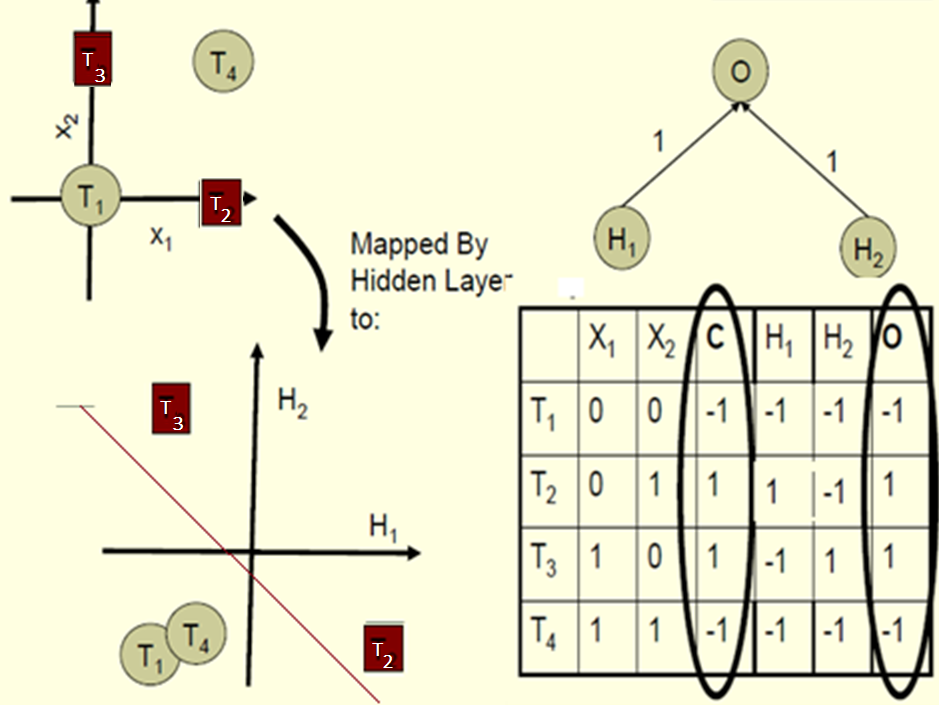 T3
T4
X2
T1
T2
X1
Mapped By
Hidden Layer
to:
O
1
1
H1
H2
T3
H2
H1
T1
T4
T2
X1 X2 C H1 H2 O
T1 0 0 -1 -1 -1 -1
T2 0 1 1 1 -1 1
T3 1 0 1 -1 1 1
T4 1 1 -1 -1 -1 -1